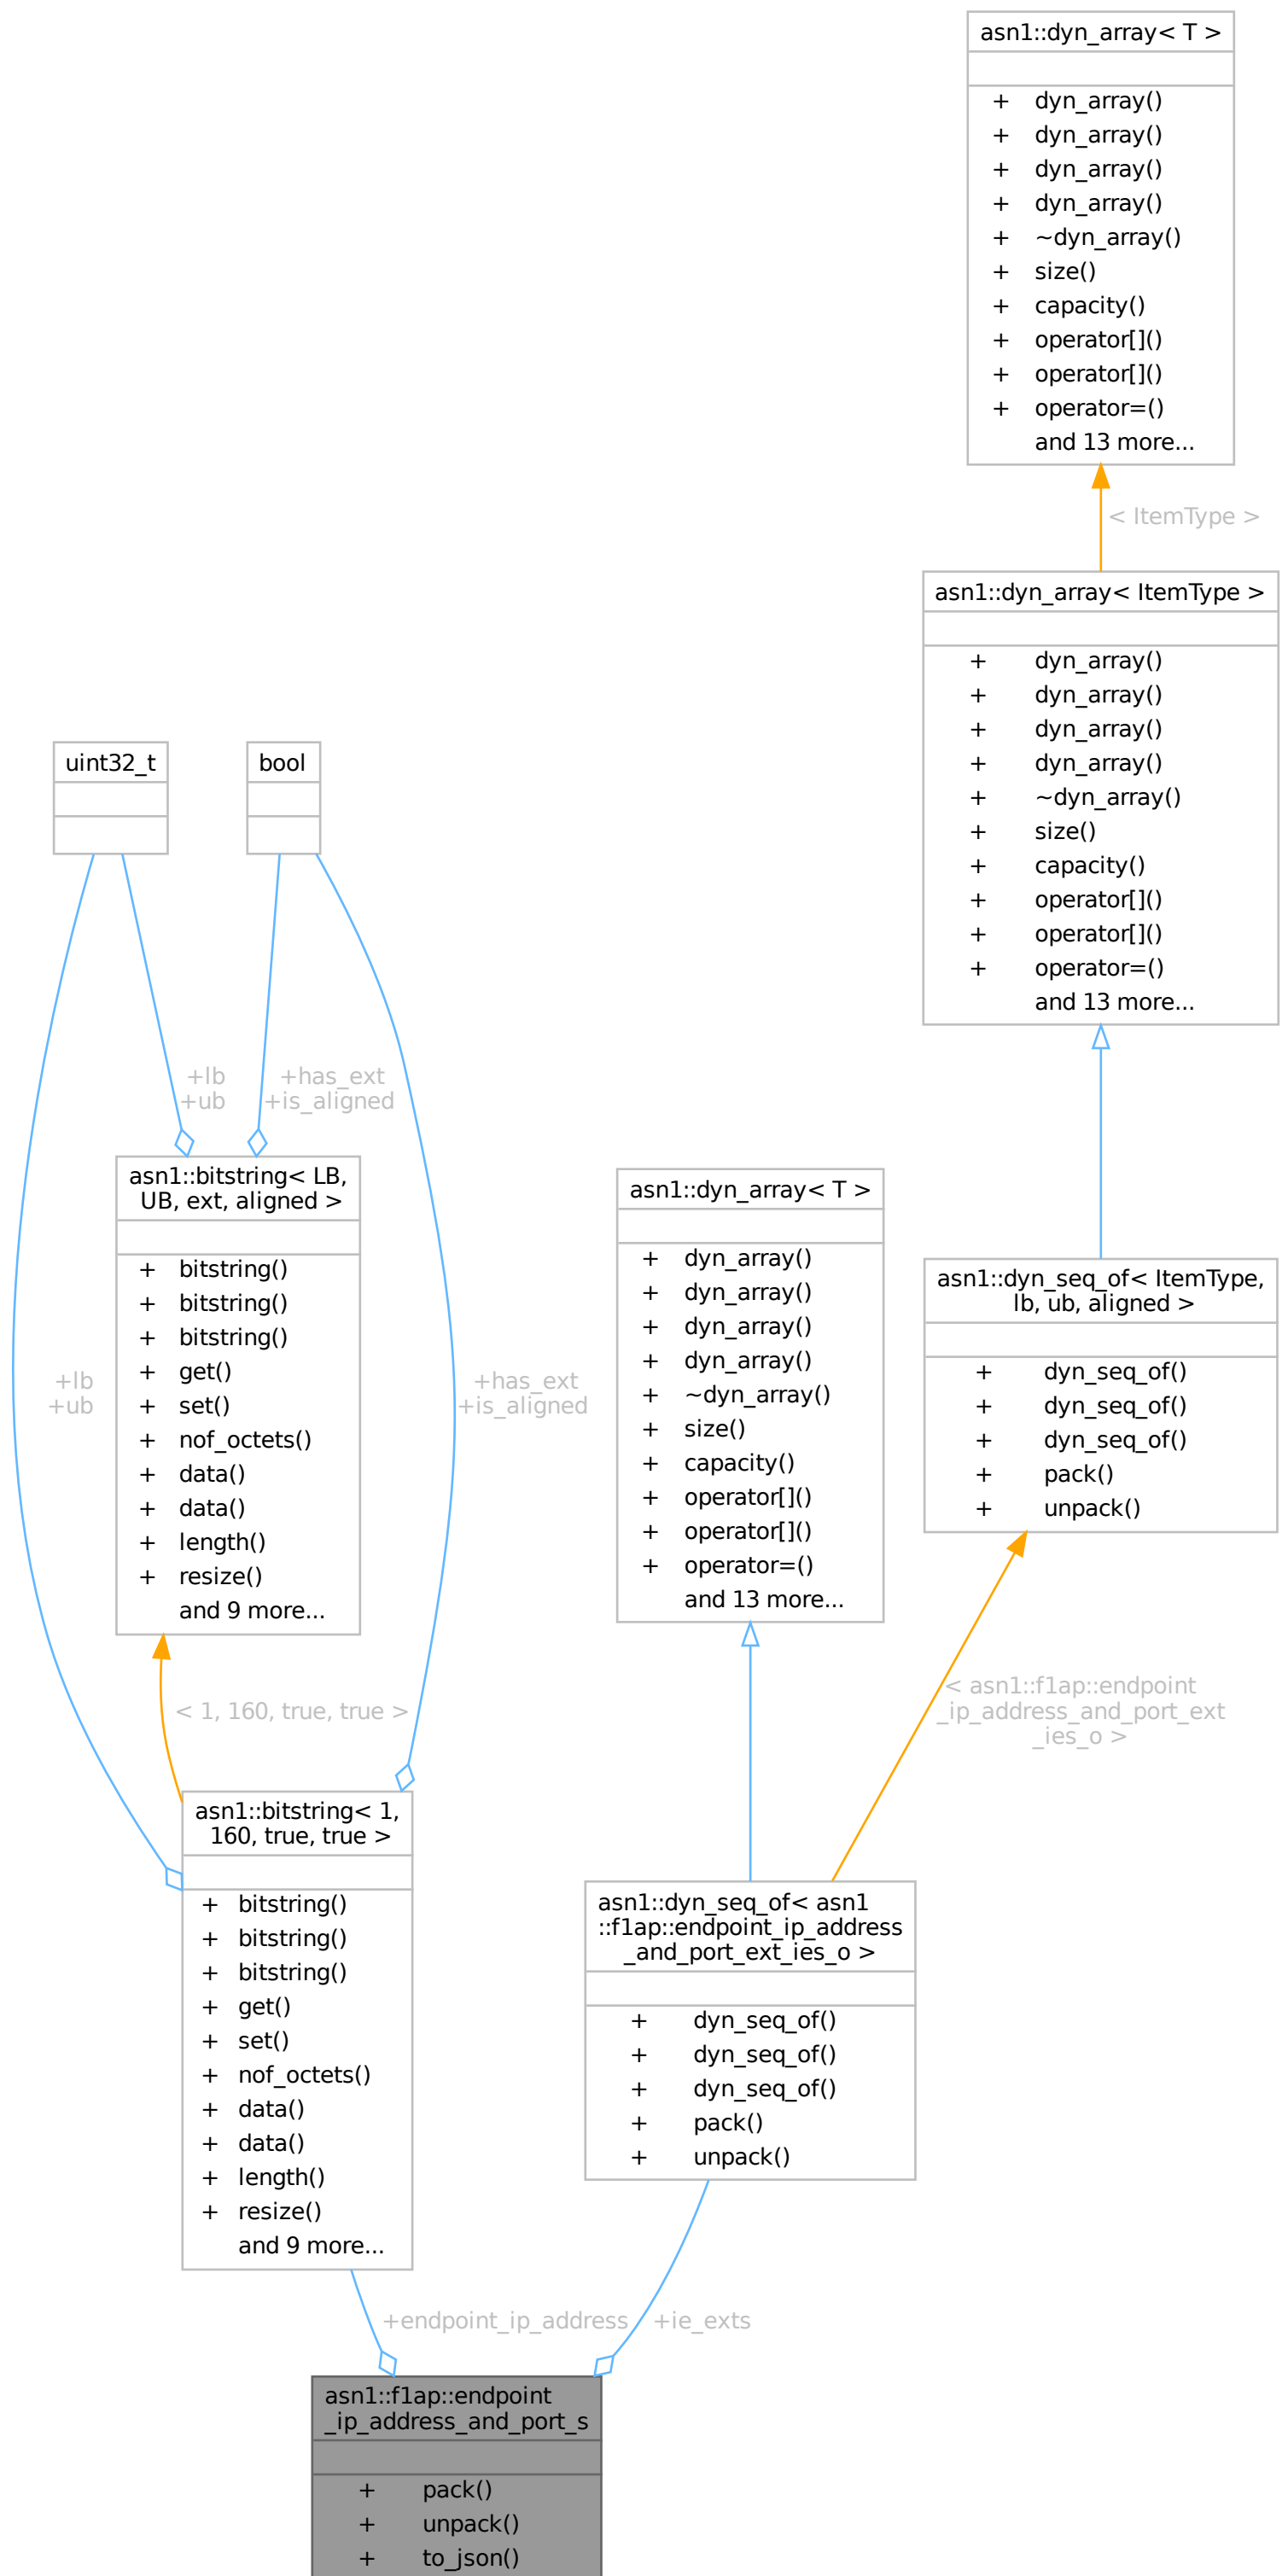 asn1::dyn_array< T >
+ dyn_array()
+ dyn_array()
+ dyn_array()
+ dyn_array()
+ ~dyn_array()
+ size()
+ capacity()
+ operator[]()
+ operator[]()
+ operator=()
and 13 more...
< ItemType >
asn1::dyn_array< ItemType >
+ dyn_array()
+ dyn_array()
+ dyn_array()
+ dyn_array()
+ ~dyn_array()
+ size()
+ capacity()
+ operator[]()
+ operator[]()
+ operator=()
and 13 more...
uint32_t
bool
+lb
+ub
+has_ext
+is_aligned
asn1::bitstring< LB,
UB, ext, aligned >
+ bitstring()
+ bitstring()
+ bitstring()
+ get()
+ set()
+ nof_octets()
+ data()
+ data()
+ length()
+ resize()
and 9 more...
+lb
+ub
+has_ext
+is_aligned
asn1::dyn_array< T >
+ dyn_array()
+ dyn_array()
+ dyn_array()
+ dyn_array()
+ ~dyn_array()
+ size()
+ capacity()
+ operator[]()
+ operator[]()
+ operator=()
and 13 more...
asn1::dyn_seq_of< ItemType,
lb, ub, aligned >
+ dyn_seq_of()
+ dyn_seq_of()
+ dyn_seq_of()
+ pack()
+ unpack()
< 1, 160, true, true >
< asn1::f1ap::endpoint
_ip_address_and_port_ext
_ies_o >
asn1::bitstring< 1,
160, true, true >
+ bitstring()
+ bitstring()
+ bitstring()
+ get()
+ set()
+ nof_octets()
+ data()
+ data()
+ length()
+ resize()
and 9 more...
asn1::dyn_seq_of< asn1
::f1ap::endpoint_ip_address
_and_port_ext_ies_o >
+ dyn_seq_of()
+ dyn_seq_of()
+ dyn_seq_of()
+ pack()
+ unpack()
+endpoint_ip_address
+ie_exts
asn1::f1ap::endpoint
_ip_address_and_port_s
+ pack()
+ unpack()
+ to_json()